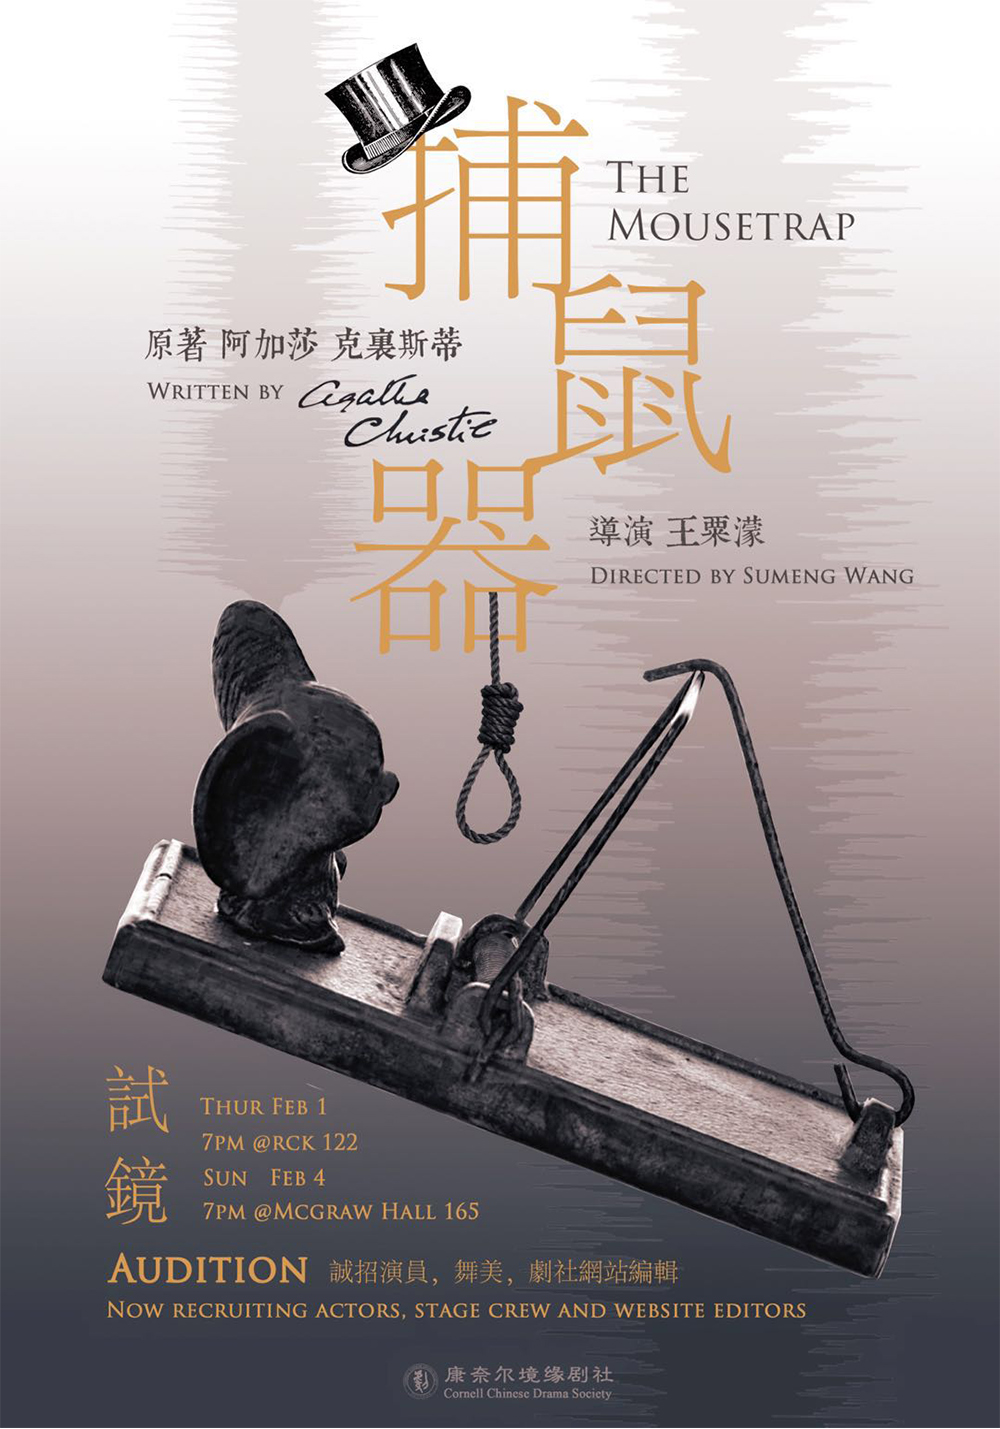 捕鼠器
THE
MOUSETRAP
原著 阿加莎 克裏斯蒂
WRITTEN BY Agatha Christie
導演 王粟濛
DIRECTED BY SUMENG WANG
試鏡
THUR FEB 1
7PM @RCK 122
SUN FEB 4
7PM @MCGRAW HALL 165
AUDITION 誠招演員，舞美，劇社網站編輯
NOW RECRUITING ACTORS, STAGE CREW AND WEBSITE EDITORS
康奈尔境缘剧社
Cornell Chinese Drama Society